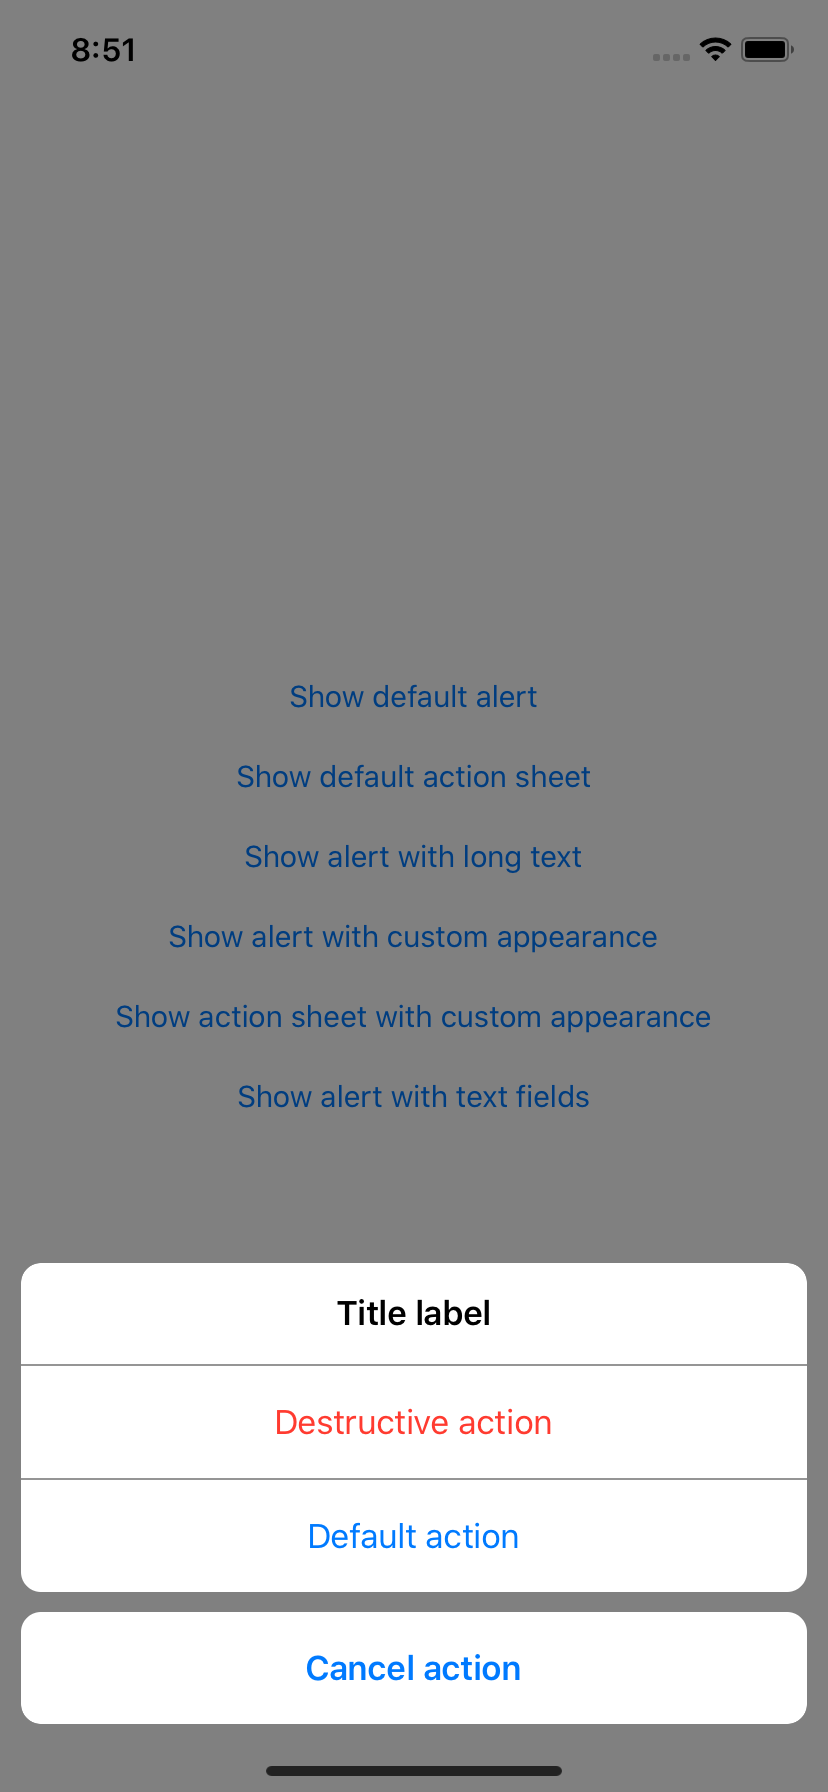 8:51
Show default alert
Show default action sheet
Show alert with long text
Show alert with custom appearance
Show action sheet with custom appearance
Show alert with text fields
Title label
Destructive action
Default action
Cancel action